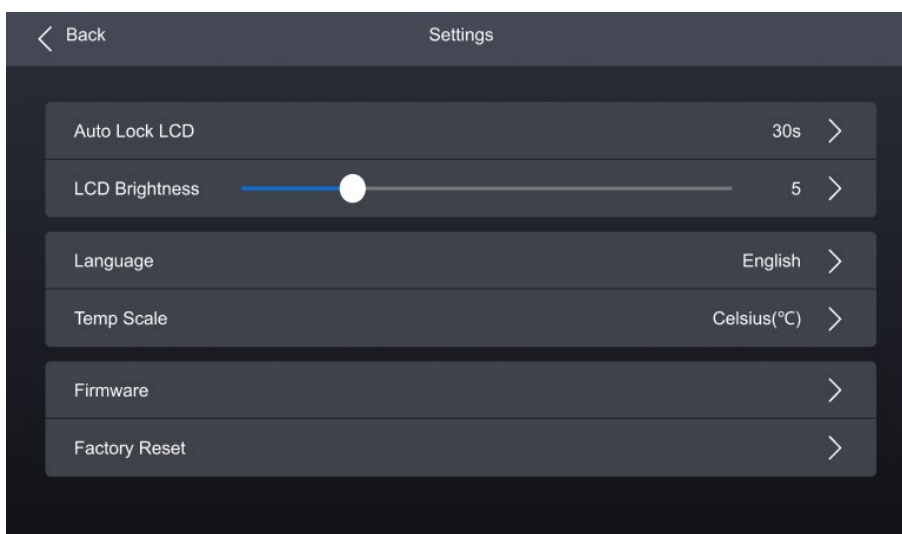 Back
Settings
Auto Lock LCD 30s
LCD Brightness 5
Language English
Temp Scale Celsius(℃)
Firmware
Factory Reset